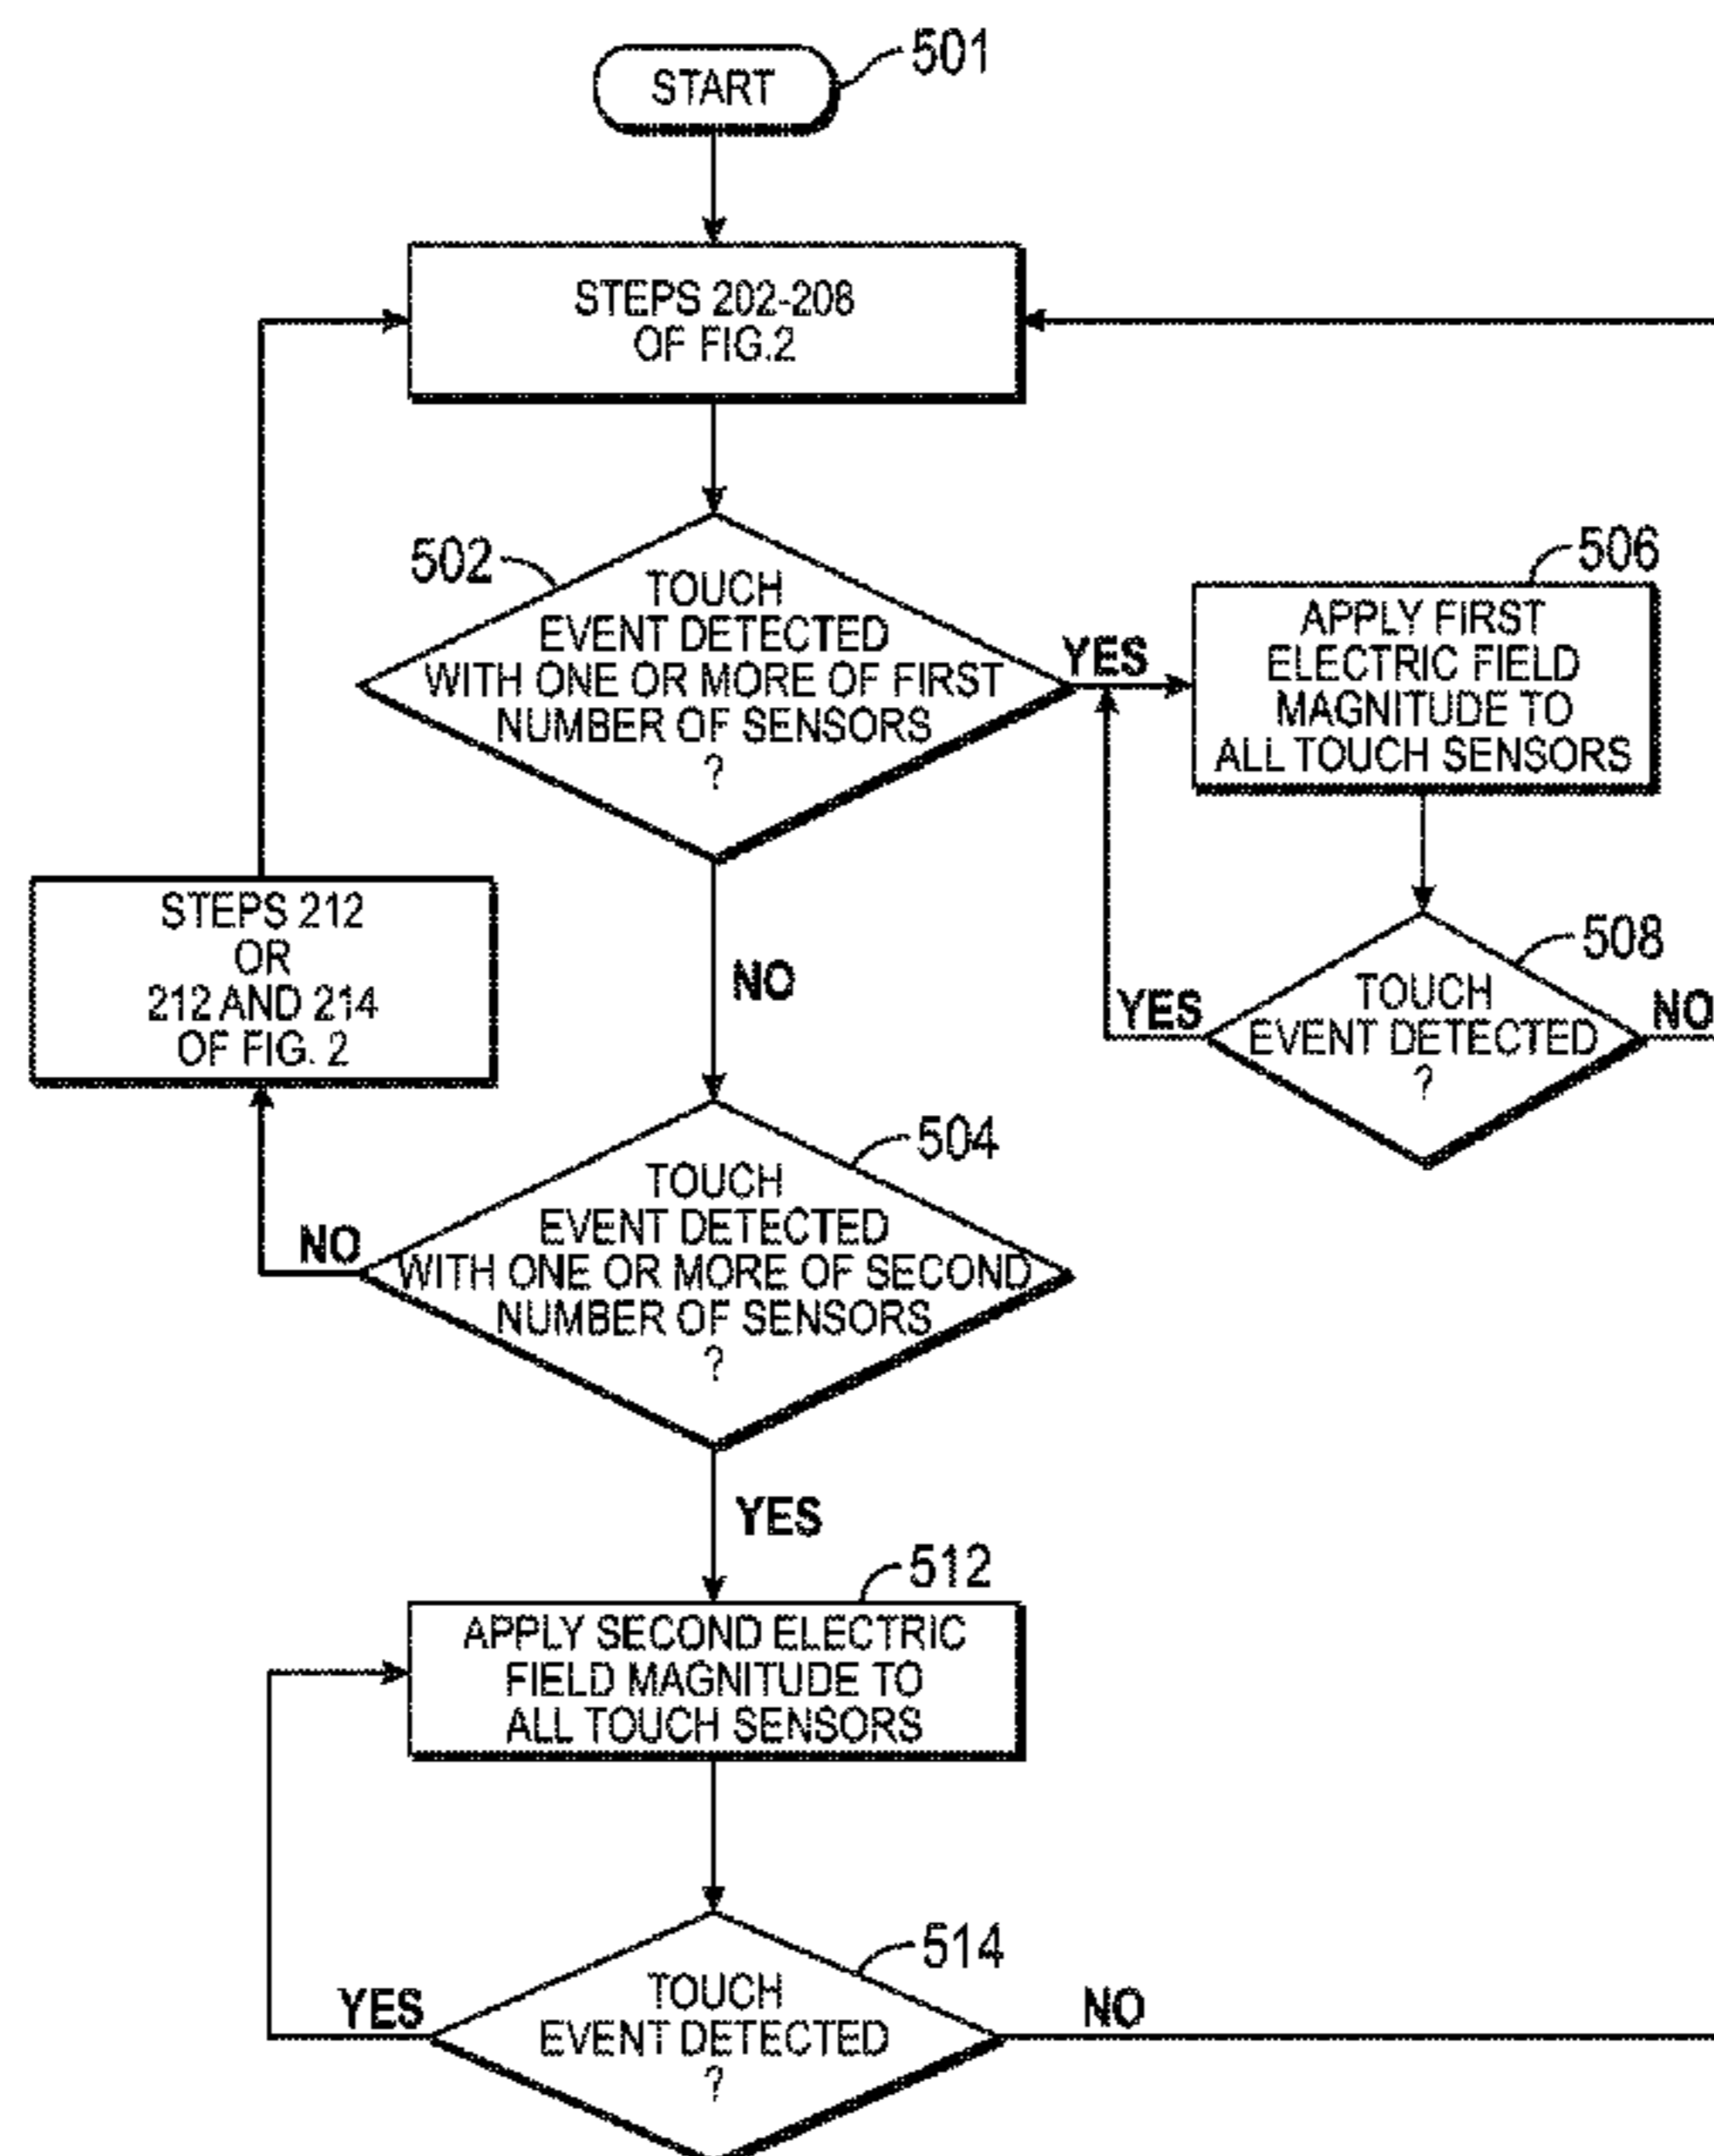 START
501
STEPS 202-208
OF FIG.2
502
TOUCH
EVENT DETECTED
WITH ONE OR MORE OF FIRST
NUMBER OF SENSORS
?
YES
506
APPLY FIRST
ELECTRIC FIELD
MAGNITUDE TO
ALL TOUCH SENSORS
STEPS 212
OR
212 AND 214
OF FIG. 2
NO
508
TOUCH
EVENT DETECTED
?
YES
NO
504
TOUCH
EVENT DETECTED
WITH ONE OR MORE OF SECOND
NUMBER OF SENSORS
?
NO
YES
512
APPLY SECOND ELECTRIC
FIELD MAGNITUDE TO
ALL TOUCH SENSORS
514
TOUCH
EVENT DETECTED
?
YES
NO